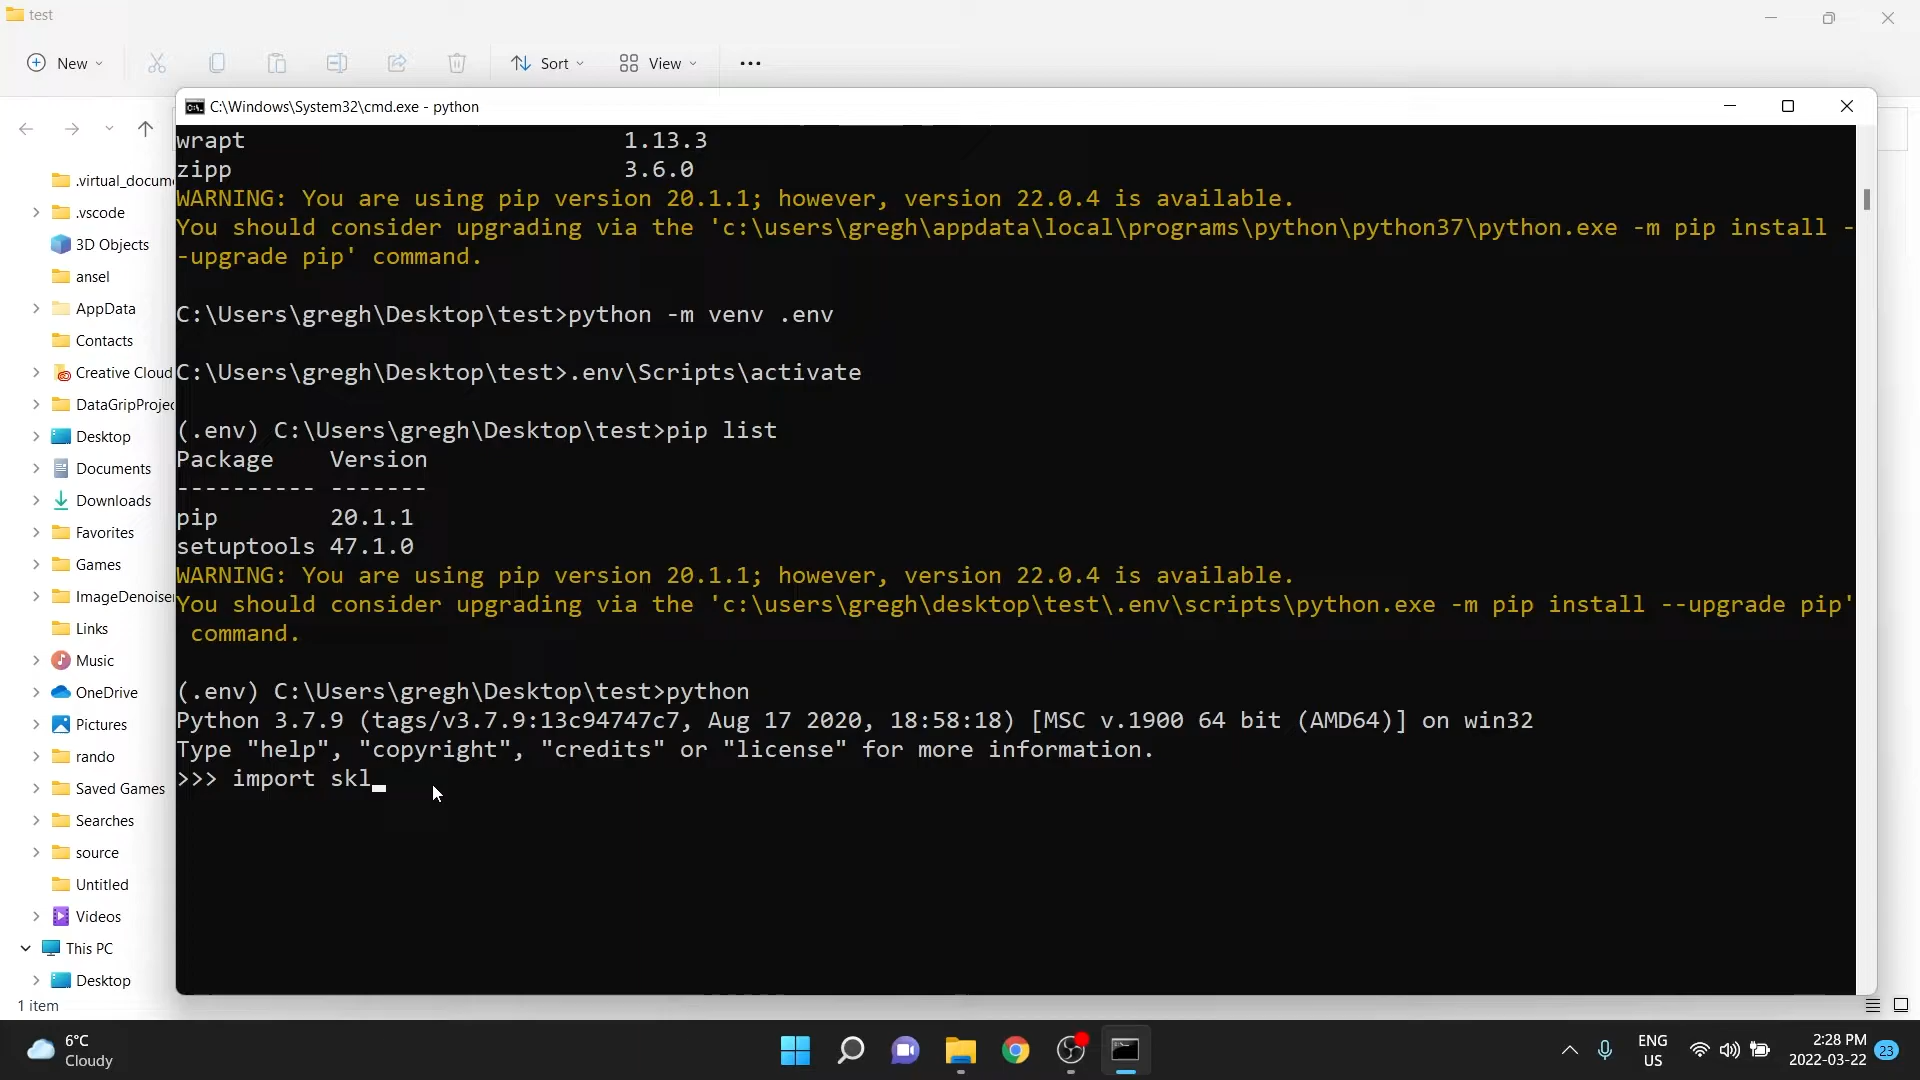 test
New
Sort
View
C:\Windows\System32\cmd.exe - python
.virtual_docum
.vscode
3D Objects
ansel
AppData
Contacts
Creative Cloud
DataGripProjec
Desktop
Documents
Downloads
Favorites
Games
ImageDenoiser
Links
Music
OneDrive
Pictures
rando
Saved Games
Searches
source
Untitled
Videos
This PC
Desktop
1 item
wrapt 1.13.3
zipp 3.6.0
WARNING: You are using pip version 20.1.1; however, version 22.0.4 is available.
You should consider upgrading via the 'c:\users\gregh\appdata\local\programs\python\python37\python.exe -m pip install -
-upgrade pip' command.
C:\Users\gregh\Desktop\test>python -m venv .env
C:\Users\gregh\Desktop\test>.env\Scripts\activate
(.env) C:\Users\gregh\Desktop\test>pip list
Package Version
---------- -------
pip 20.1.1
setuptools 47.1.0
WARNING: You are using pip version 20.1.1; however, version 22.0.4 is available.
You should consider upgrading via the 'c:\users\gregh\desktop\test\.env\scripts\python.exe -m pip install --upgrade pip'
command.
(.env) C:\Users\gregh\Desktop\test>python
Python 3.7.9 (tags/v3.7.9:13c94747c7, Aug 17 2020, 18:58:18) [MSC v.1900 64 bit (AMD64)] on win32
Type "help", "copyright", "credits" or "license" for more information.
>>> import skl_
6°C
Cloudy
ENG
US
2:28 PM
2022-03-22
23